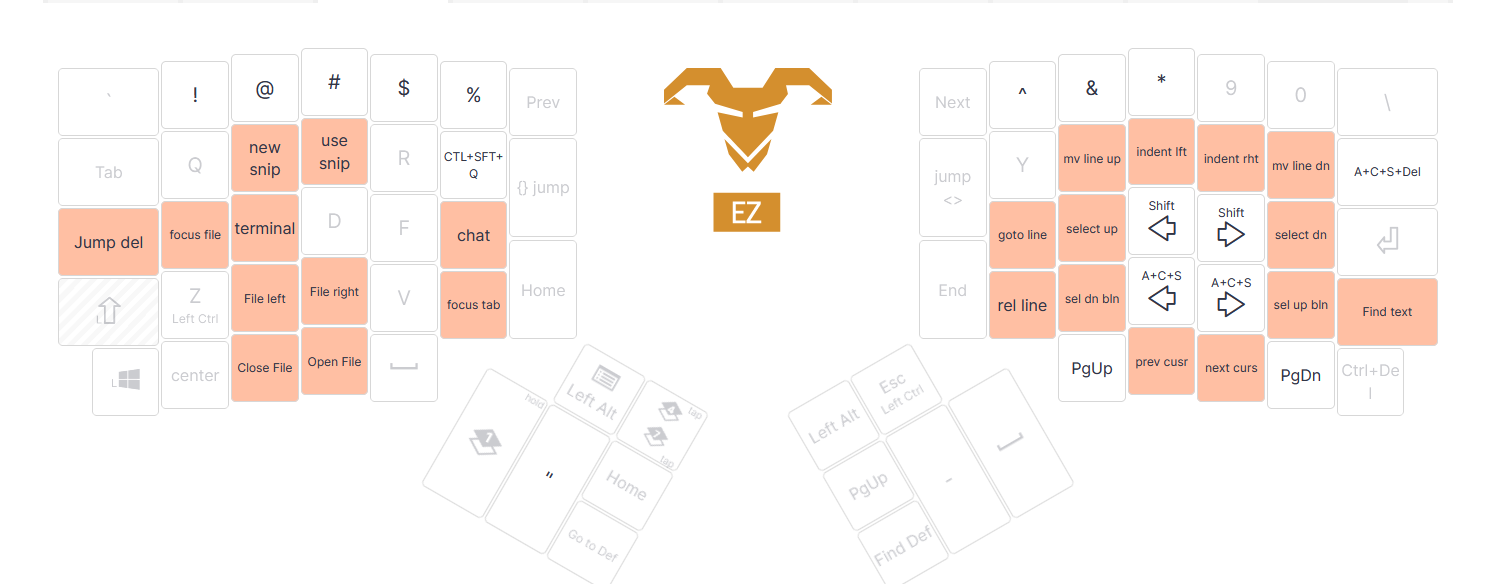 `
!
@
#
$
%
Prev
Next
^
&
*
9
0
\
Tab
Q
new
snip
use
snip
R
CTL+SFT+
Q
{} jump
jump
<>
Y
mv line up
indent lft
indent rht
mv line dn
A+C+S+Del
EZ
Jump del
focus file
terminal
D
F
chat
goto line
select up
Shift
Shift
select dn
L
Z
Left Ctrl
File left
File right
V
focus tab
Home
End
rel line
sel dn bln
A+C+S
A+C+S
sel up bln
Find text
L
center
Close File
Open File
PgUp
prev cusr
next curs
PgDn
Ctrl+De
l
hold
Left Alt
tap
tap
"
Home
Go to Def
Left Alt
Esc
Left Ctrl
PgUp
-
Find Def